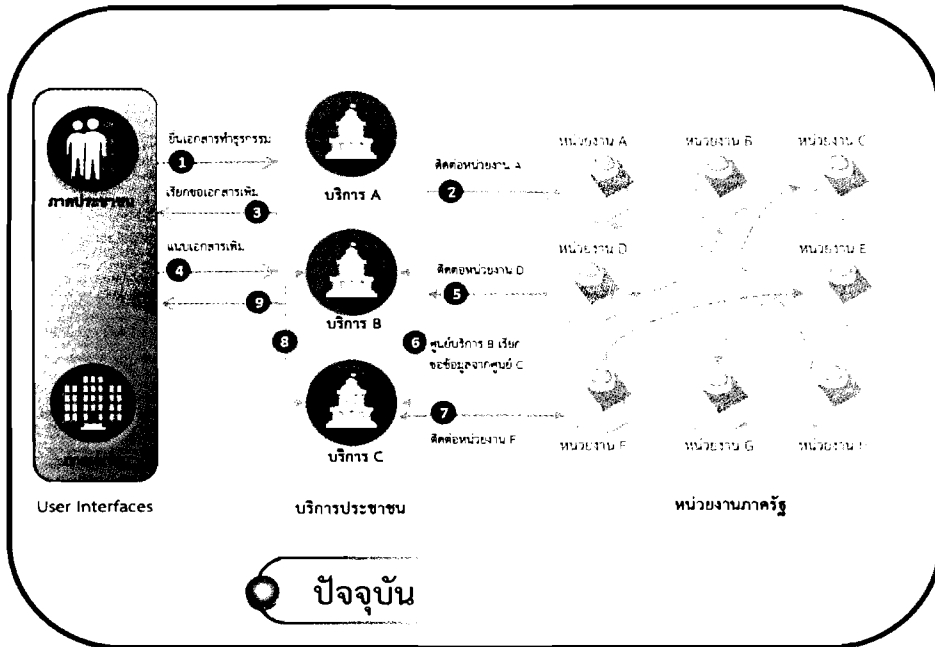 ยื่นเอกสารทำธุรกรรม
1
ภาคประชาชน
เรียกขอเอกสารเพิ่ม
3
แนบเอกสารเพิ่ม
4
9
User Interfaces
บริการ A
บริการ B
8
บริการ C
บริการประชาชน
ติดต่อหน่วยงาน A
2
ติดต่อหน่วยงาน D
5
6
ศูนย์บริการ B เรียก
ขอข้อมูลจากศูนย์ C
7
ติดต่อหน่วยงาน F
หน่วยงาน A
หน่วยงาน B
หน่วยงาน C
หน่วยงาน D
หน่วยงาน E
หน่วยงาน F
หน่วยงาน G
หน่วยงาน
หน่วยงานภาครัฐ
ปัจจุบัน